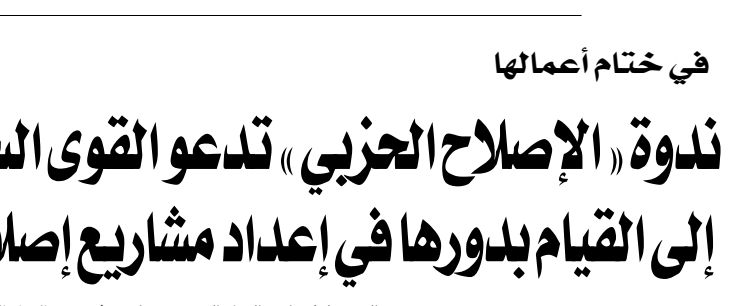 في ختام أعمالها
ندوة «الإصلاح الحزبي» تدعو القوى
إلى القيام بدورها في إعداد مشاريع